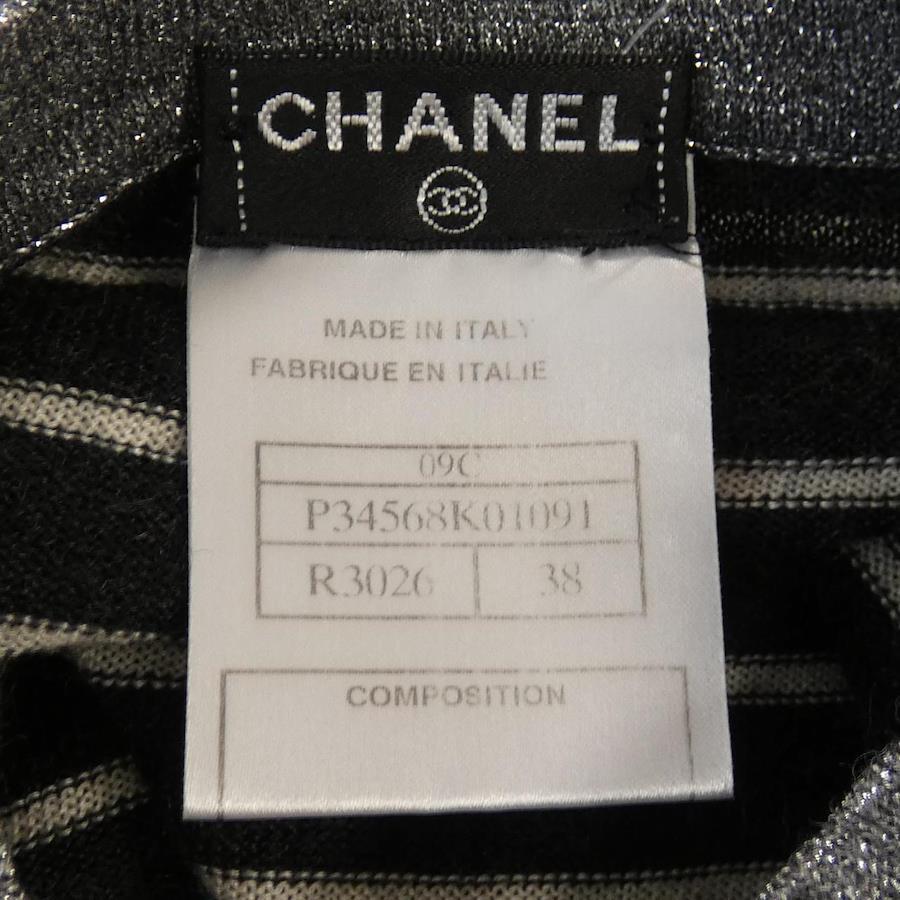 CHANEL
MADE IN ITALY
FABRIQUE EN ITALIE
09C
P34568K01091
R3026 38
COMPOSITION